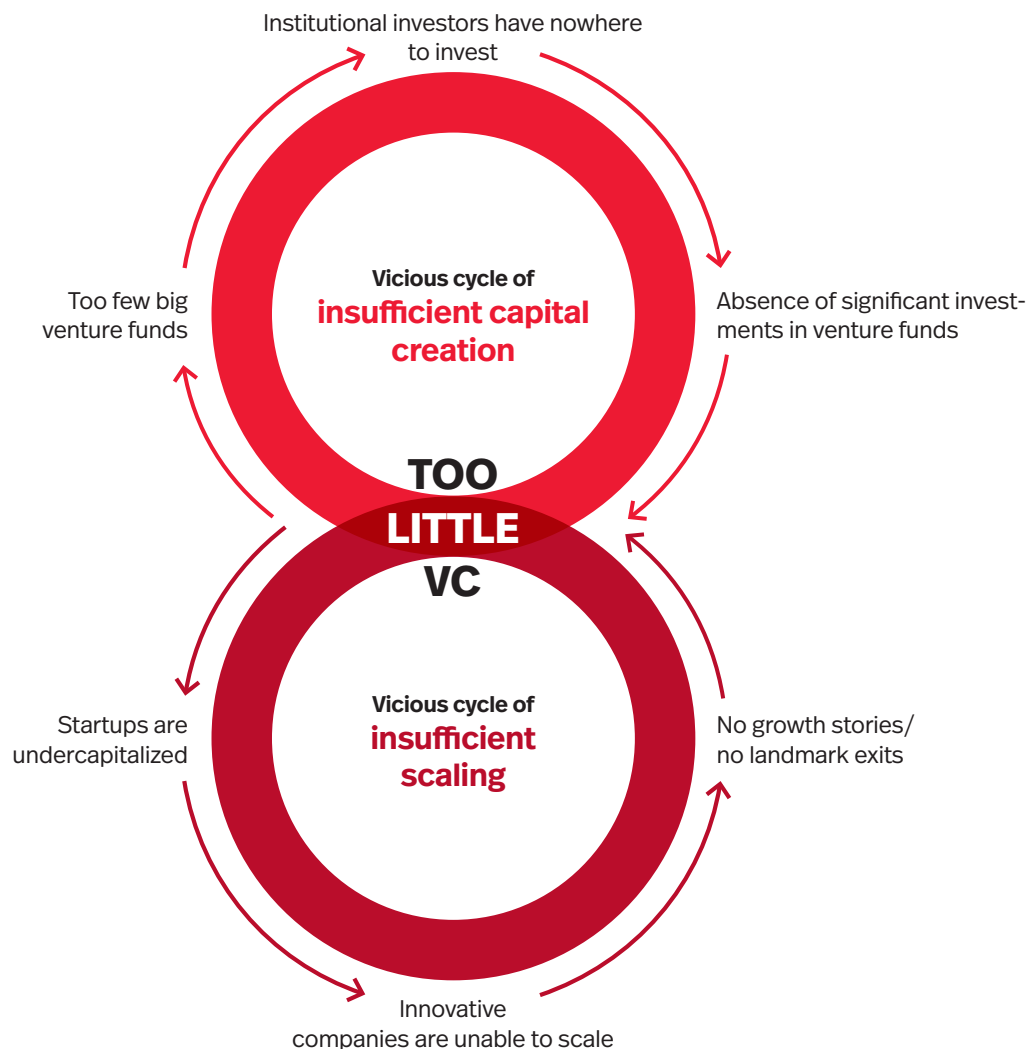 Institutional investors have nowhere
to invest
Vicious cycle of
insufficient capital
creation
Too few big
venture funds
Absence of significant invest-
ments in venture funds
TOO
LITTLE
VC
Vicious cycle of
insufficient
scaling
Startups are
undercapitalized
No growth stories/
no landmark exits
Innovative
companies are unable to scale